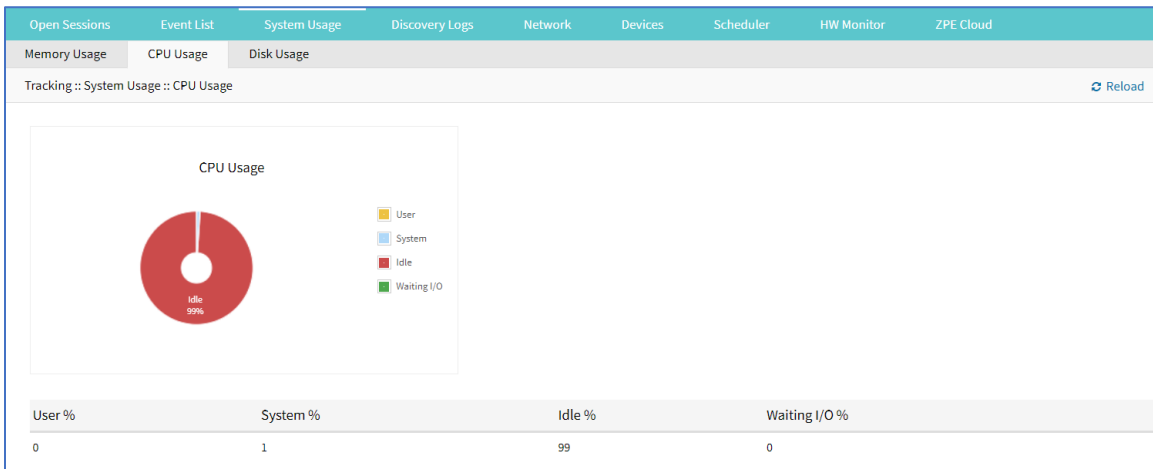 Open Sessions Event List System Usage Discovery Logs Network Devices Scheduler HW Monitor ZPE Cloud
Memory Usage CPU Usage Disk Usage
Tracking :: System Usage :: CPU Usage Reload
CPU Usage
User
System
Idle
Waiting I/O
Idle
99%
User % System % Idle % Waiting I/O %
0 1 99 0